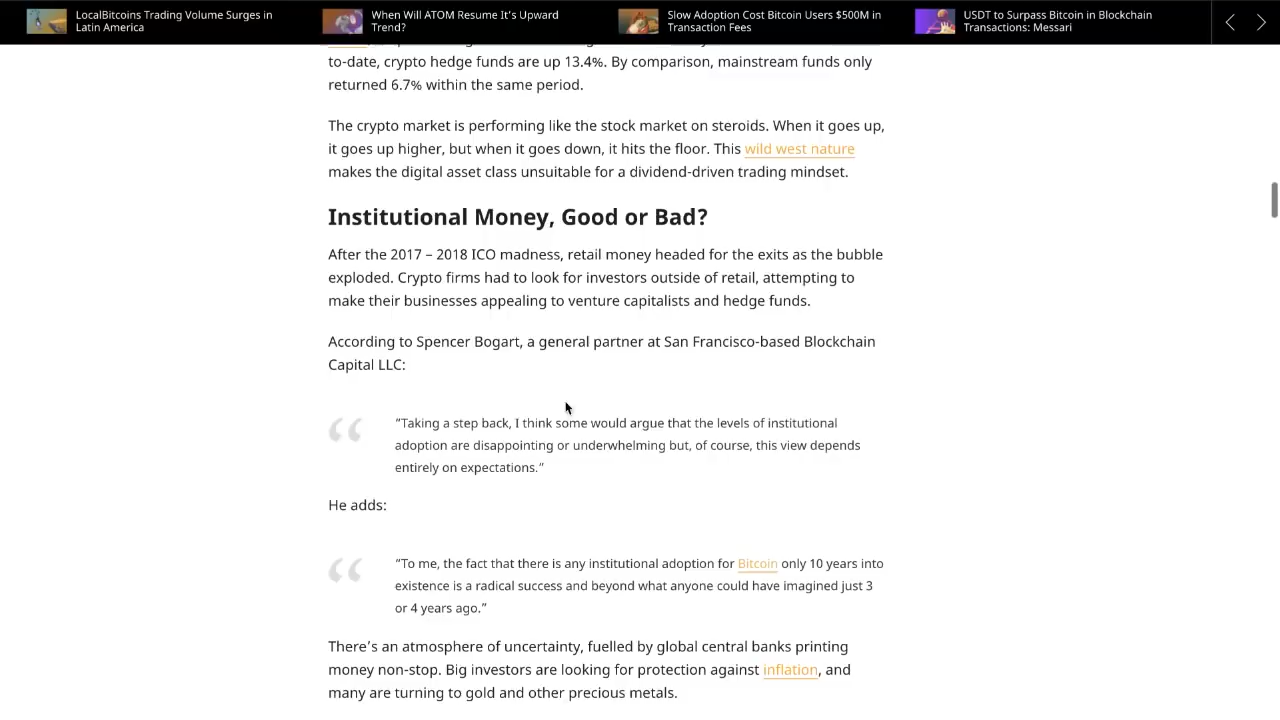 LocalBitcoins Trading Volume Surges in
Latin America
When Will ATOM Resume It's Upward
Trend?
Slow Adoption Cost Bitcoin Users $500M in
Transaction Fees
USDT to Surpass Bitcoin in Blockchain
Transactions: Messari
to-date, crypto hedge funds are up 13.4%. By comparison, mainstream funds only
returned 6.7% within the same period.
The crypto market is performing like the stock market on steroids. When it goes up,
it goes up higher, but when it goes down, it hits the floor. This wild west nature
makes the digital asset class unsuitable for a dividend-driven trading mindset.
Institutional Money, Good or Bad?
After the 2017 – 2018 ICO madness, retail money headed for the exits as the bubble
exploded. Crypto firms had to look for investors outside of retail, attempting to
make their businesses appealing to venture capitalists and hedge funds.
According to Spencer Bogart, a general partner at San Francisco-based Blockchain
Capital LLC:
“Taking a step back, I think some would argue that the levels of institutional
adoption are disappointing or underwhelming but, of course, this view depends
entirely on expectations.”
He adds:
“To me, the fact that there is any institutional adoption for Bitcoin only 10 years into
existence is a radical success and beyond what anyone could have imagined just 3
or 4 years ago.”
There’s an atmosphere of uncertainty, fuelled by global central banks printing
money non-stop. Big investors are looking for protection against inflation, and
many are turning to gold and other precious metals.